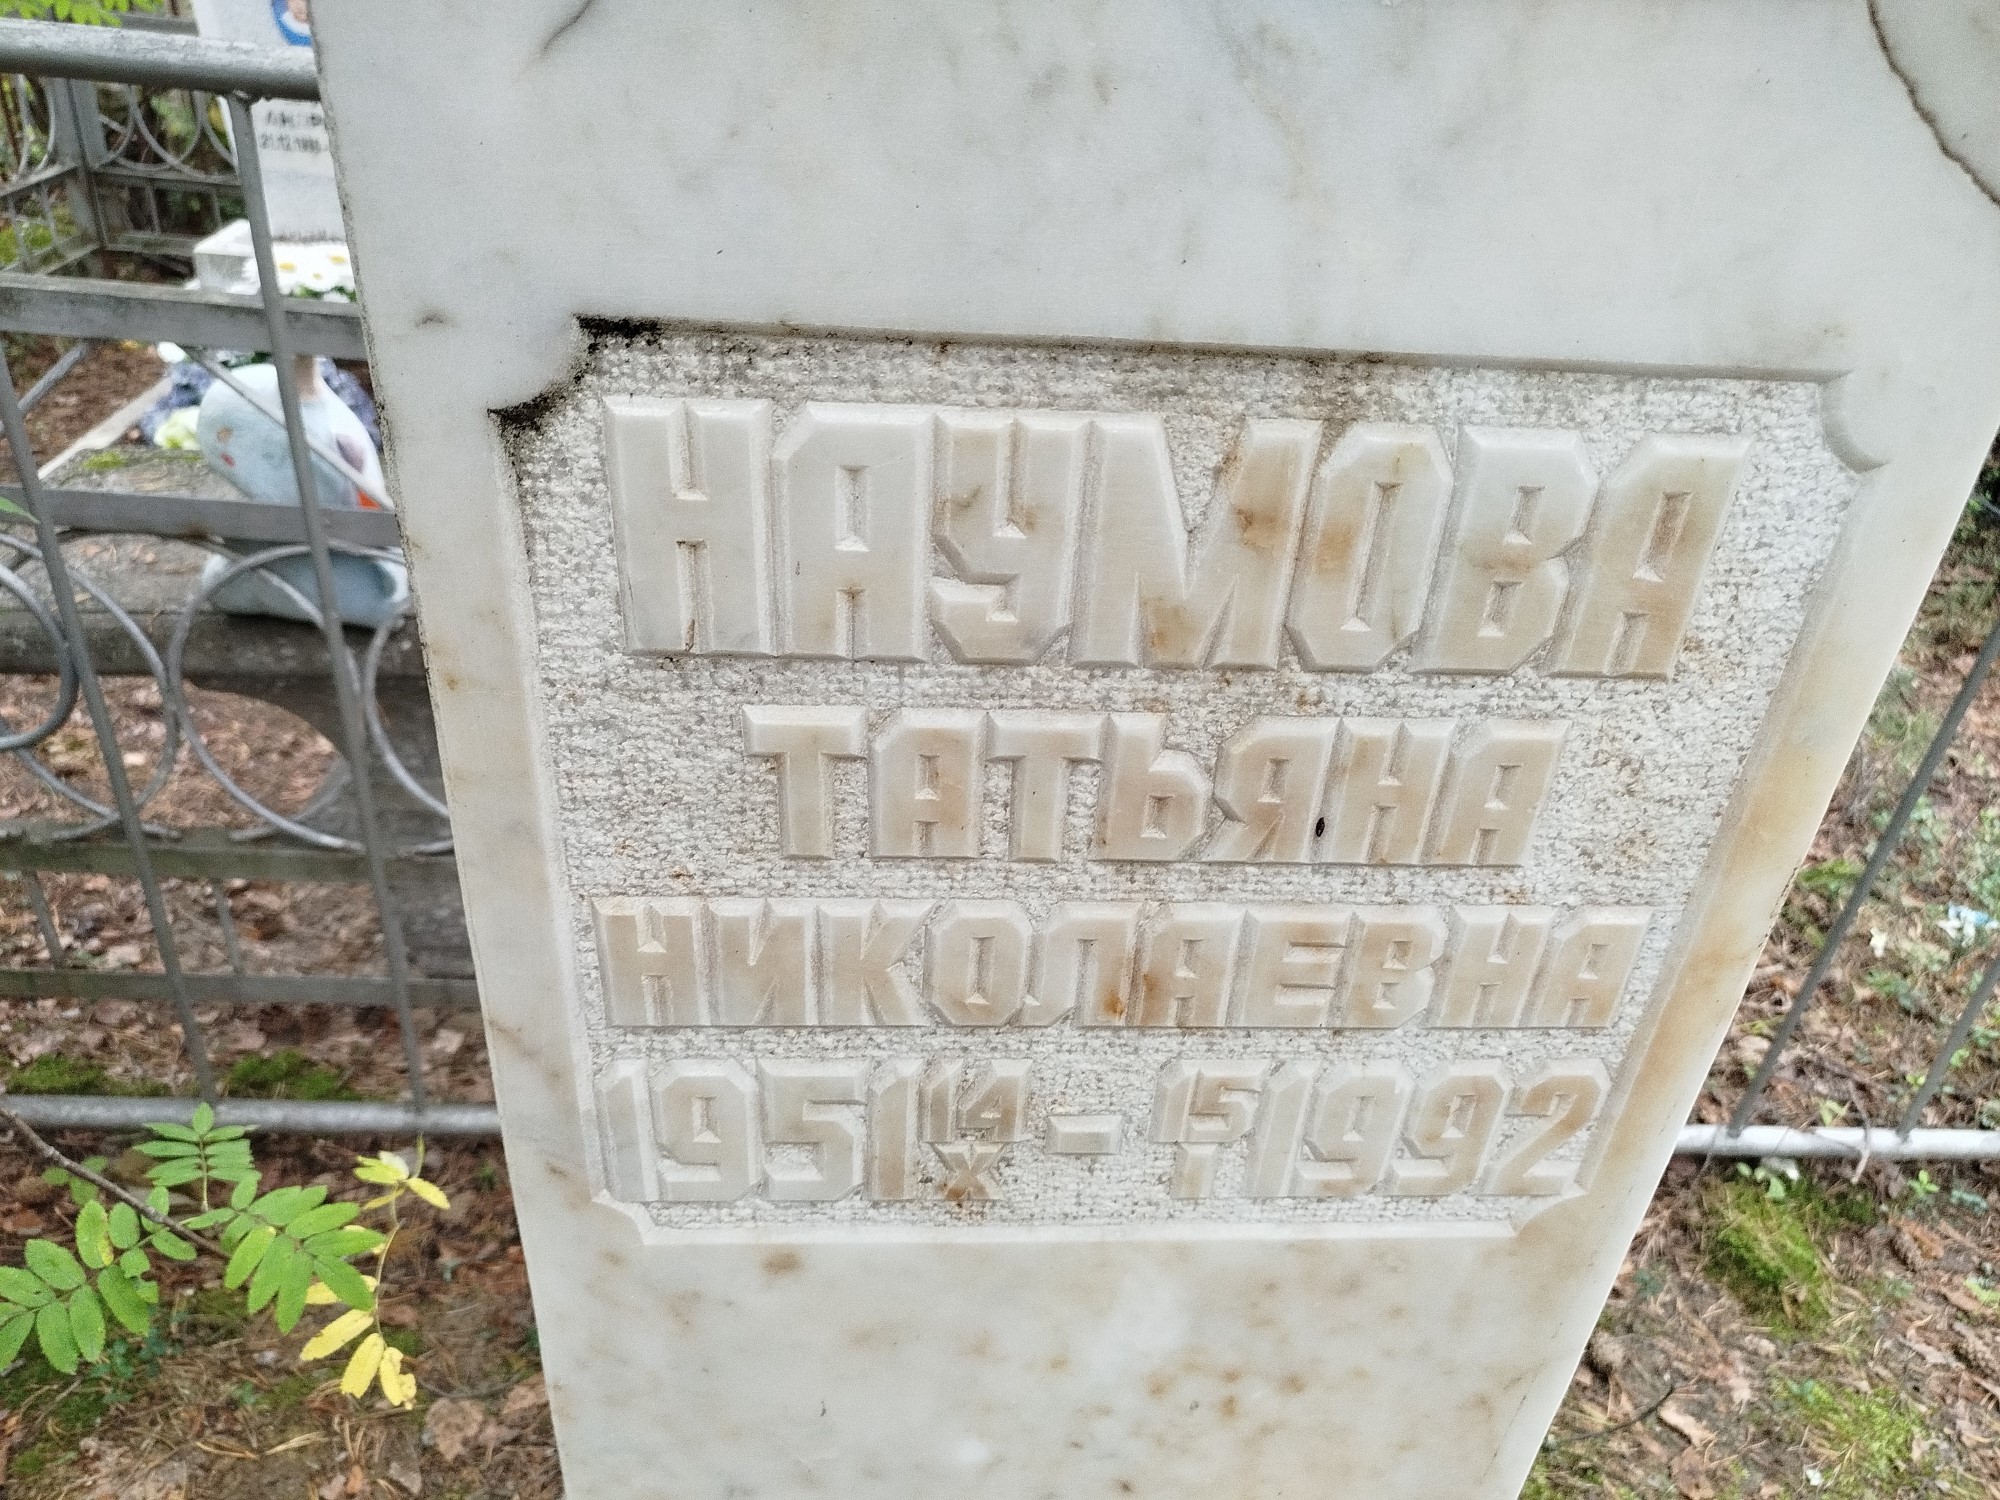 НАУМОВА
ТАТЬЯНА
НИКОЛАЕВНА
1951 14/X – 15/I 1992